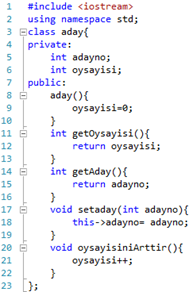 1 #include <iostream>
2 using namespace std;
3 class aday{
4 private:
5 int adayno;
6 int oysayisi;
7 public:
8 aday(){
9 oysayisi=0;
10 }
11 int getOysayisi(){
12 return oysayisi;
13 }
14 int getAday(){
15 return adayno;
16 }
17 void setaday(int adayno){
18 this->adayno= adayno;
19 }
20 void oysayisiniArttir(){
21 oysayisi++;
22 }
23 };